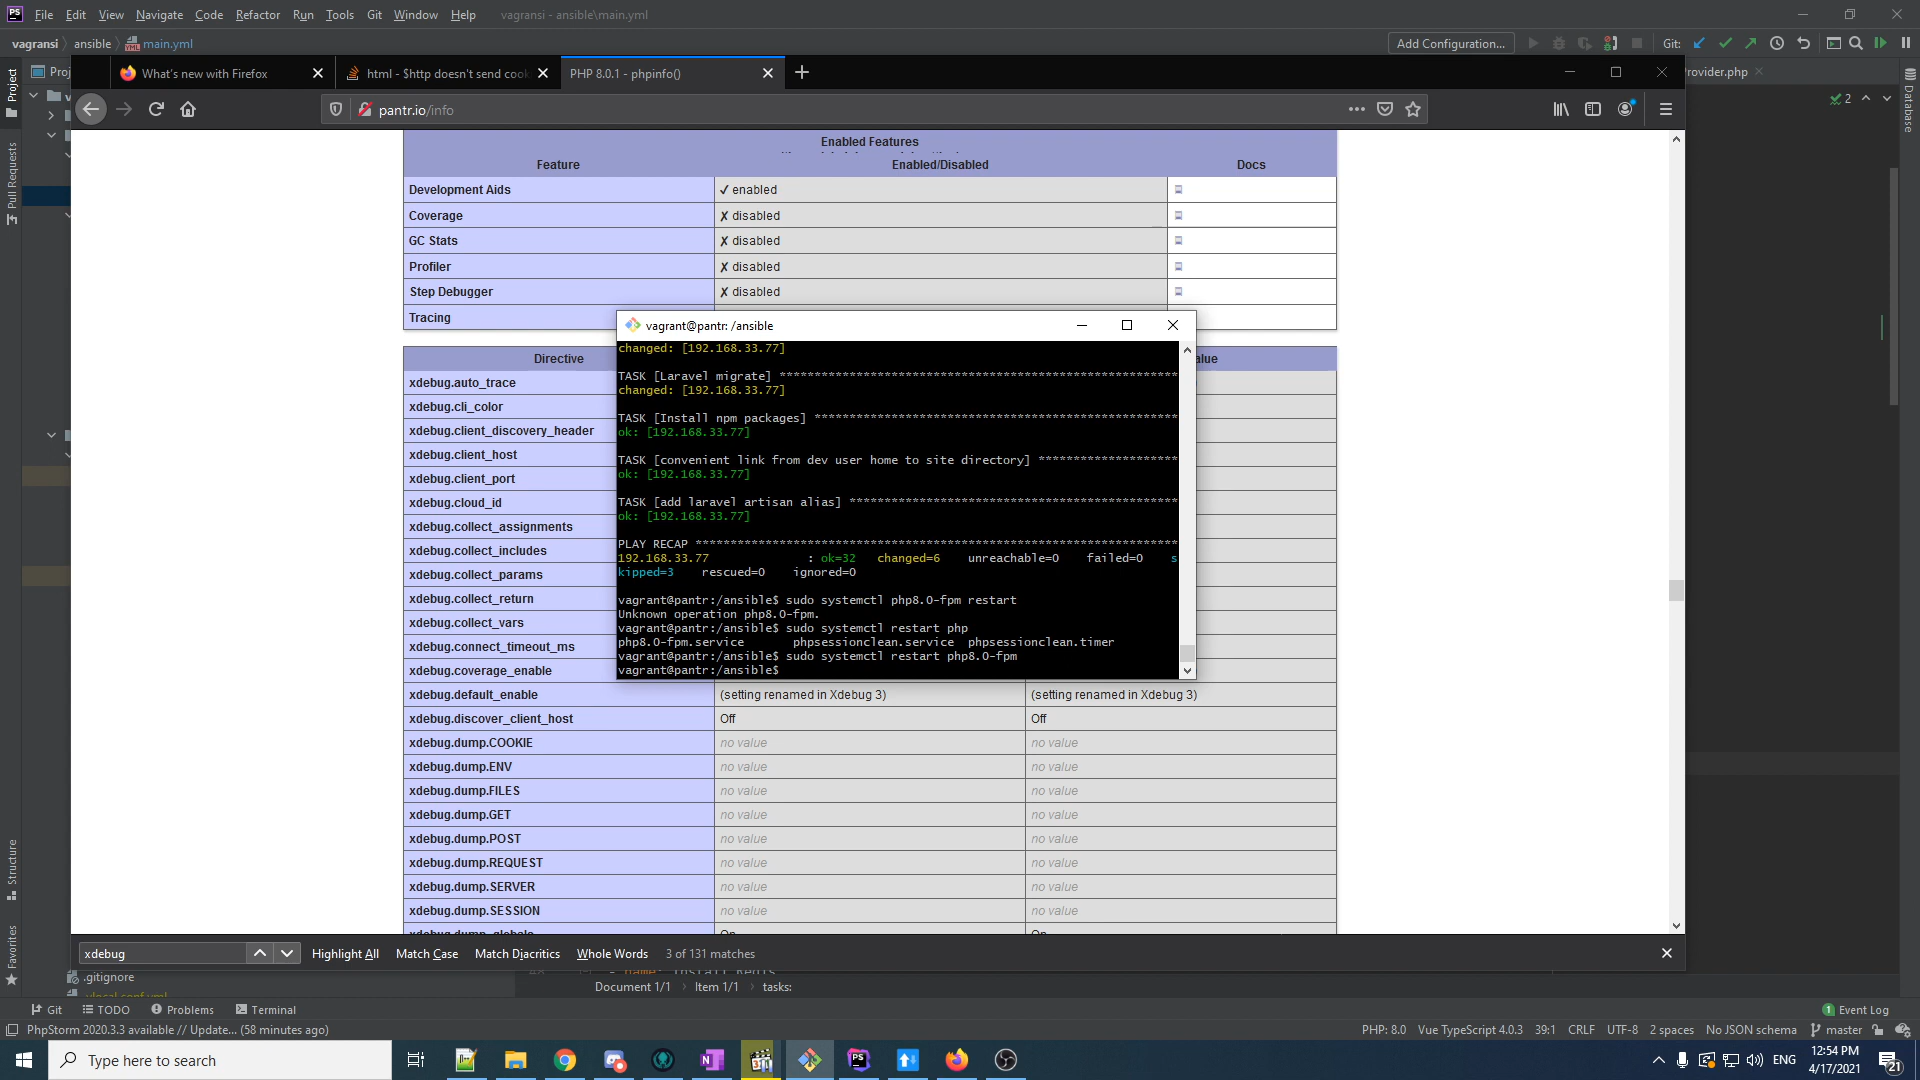 File Edit View Navigate Code Refactor Run Tools Git Window Help vagransi - ansible\main.yml
vagransi ansible main.yml Add Configuration... Git:
Project
Pull Requests
Structure
Favorites
Database
What's new with Firefox html - $http doesn't send cook PHP 8.0.1 - phpinfo() rovider.php
pantr.io/info
2
Enabled Features
Feature Enabled/Disabled Docs
Development Aids ✓ enabled
Coverage ✗ disabled
GC Stats ✗ disabled
Profiler ✗ disabled
Step Debugger ✗ disabled
Tracing
Directive alue
xdebug.auto_trace
xdebug.cli_color
xdebug.client_discovery_header
xdebug.client_host
xdebug.client_port
xdebug.cloud_id
xdebug.collect_assignments
xdebug.collect_includes
xdebug.collect_params
xdebug.collect_return
xdebug.collect_vars
xdebug.connect_timeout_ms
xdebug.coverage_enable
xdebug.default_enable (setting renamed in Xdebug 3) (setting renamed in Xdebug 3)
xdebug.discover_client_host Off Off
xdebug.dump.COOKIE no value no value
xdebug.dump.ENV no value no value
xdebug.dump.FILES no value no value
xdebug.dump.GET no value no value
xdebug.dump.POST no value no value
xdebug.dump.REQUEST no value no value
xdebug.dump.SERVER no value no value
xdebug.dump.SESSION no value no value
vagrant@pantr: /ansible
changed: [192.168.33.77]
TASK [Laravel migrate] *********************************************************
changed: [192.168.33.77]
TASK [Install npm packages] ****************************************************
ok: [192.168.33.77]
TASK [convenient link from dev user home to site directory] ********************
ok: [192.168.33.77]
TASK [add laravel artisan alias] ***********************************************
ok: [192.168.33.77]
PLAY RECAP *********************************************************************
192.168.33.77 : ok=32 changed=6 unreachable=0 failed=0 s
kipped=3 rescued=0 ignored=0
vagrant@pantr:/ansible$ sudo systemctl php8.0-fpm restart
Unknown operation php8.0-fpm.
vagrant@pantr:/ansible$ sudo systemctl restart php
php8.0-fpm.service phpsessionclean.service phpsessionclean.timer
vagrant@pantr:/ansible$ sudo systemctl restart php8.0-fpm
vagrant@pantr:/ansible$
xdebug Highlight All Match Case Match Diacritics Whole Words 3 of 131 matches
.gitignore
Document 1/1 Item 1/1 tasks:
Git TODO Problems Terminal 1 Event Log
PhpStorm 2020.3.3 available // Update... (58 minutes ago) PHP: 8.0 Vue TypeScript 4.0.3 39:1 CRLF UTF-8 2 spaces No JSON schema master
Type here to search ENG 12:54 PM
4/17/2021 21